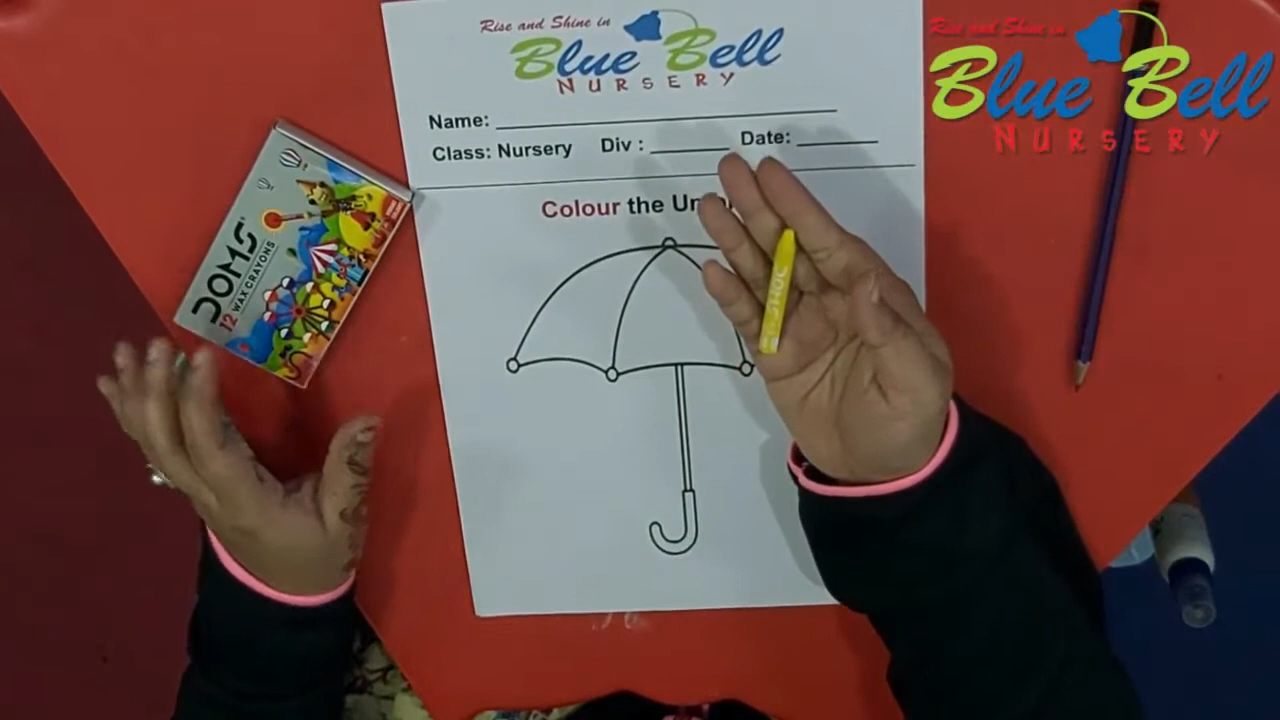 Rise and Shine in
Blue Bell
NURSERY
Name:
Class: Nursery Div : Date:
Colour the
DOMS
12 WAX CRAYONS
Rise and Shine in
Blue Bell
NURSERY